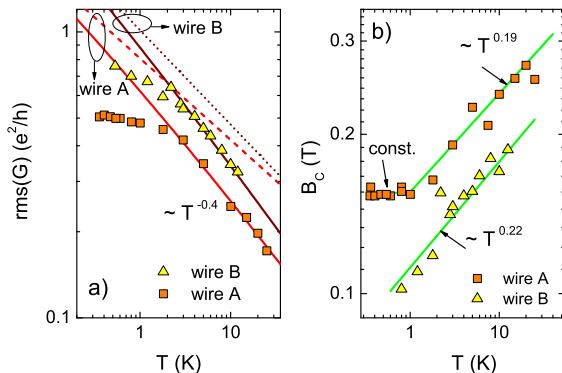 a)
1
0.1
rms(G) (e²/h)
wire B
wire A
~ T^-0.4
wire B
wire A
1
10
T (K)
b)
0.3
0.2
0.1
B_C (T)
~ T^0.19
const.
~ T^0.22
wire A
wire B
1
10
T (K)